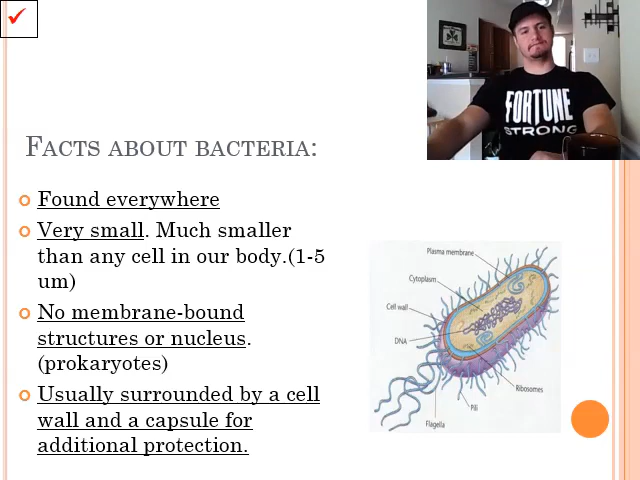 FORTUNE
STRONG
FACTS ABOUT BACTERIA:
Found everywhere
Very small. Much smaller
than any cell in our body.(1-5
um)
No membrane-bound
structures or nucleus.
(prokaryotes)
Usually surrounded by a cell
wall and a capsule for
additional protection.
Plasma membrane
Cytoplasm
Cell wall
DNA
Ribosomes
Pili
Flagella